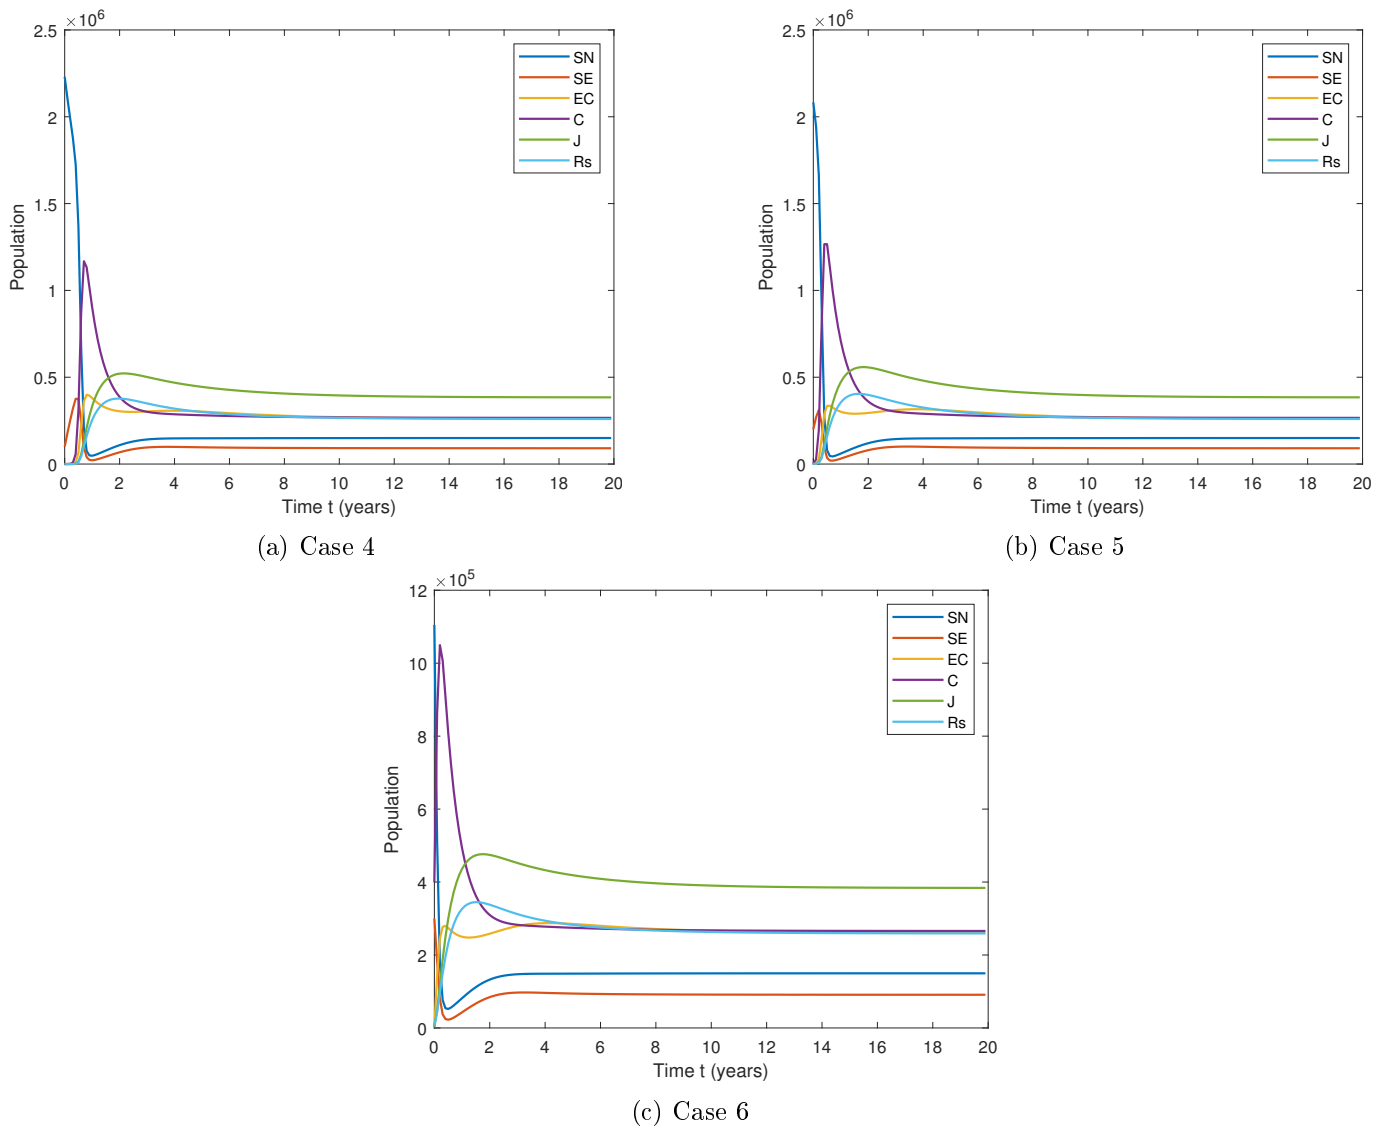 ×10^6
2.5
2
1.5
1
0.5
0
Population
0 2 4 6 8 10 12 14 16 18 20
Time t (years)
SN
SE
EC
C
J
Rs
(a) Case 4
×10^6
2.5
2
1.5
1
0.5
0
Population
0 2 4 6 8 10 12 14 16 18 20
Time t (years)
SN
SE
EC
C
J
Rs
(b) Case 5
×10^5
12
10
8
6
4
2
0
Population
0 2 4 6 8 10 12 14 16 18 20
Time t (years)
SN
SE
EC
C
J
Rs
(c) Case 6